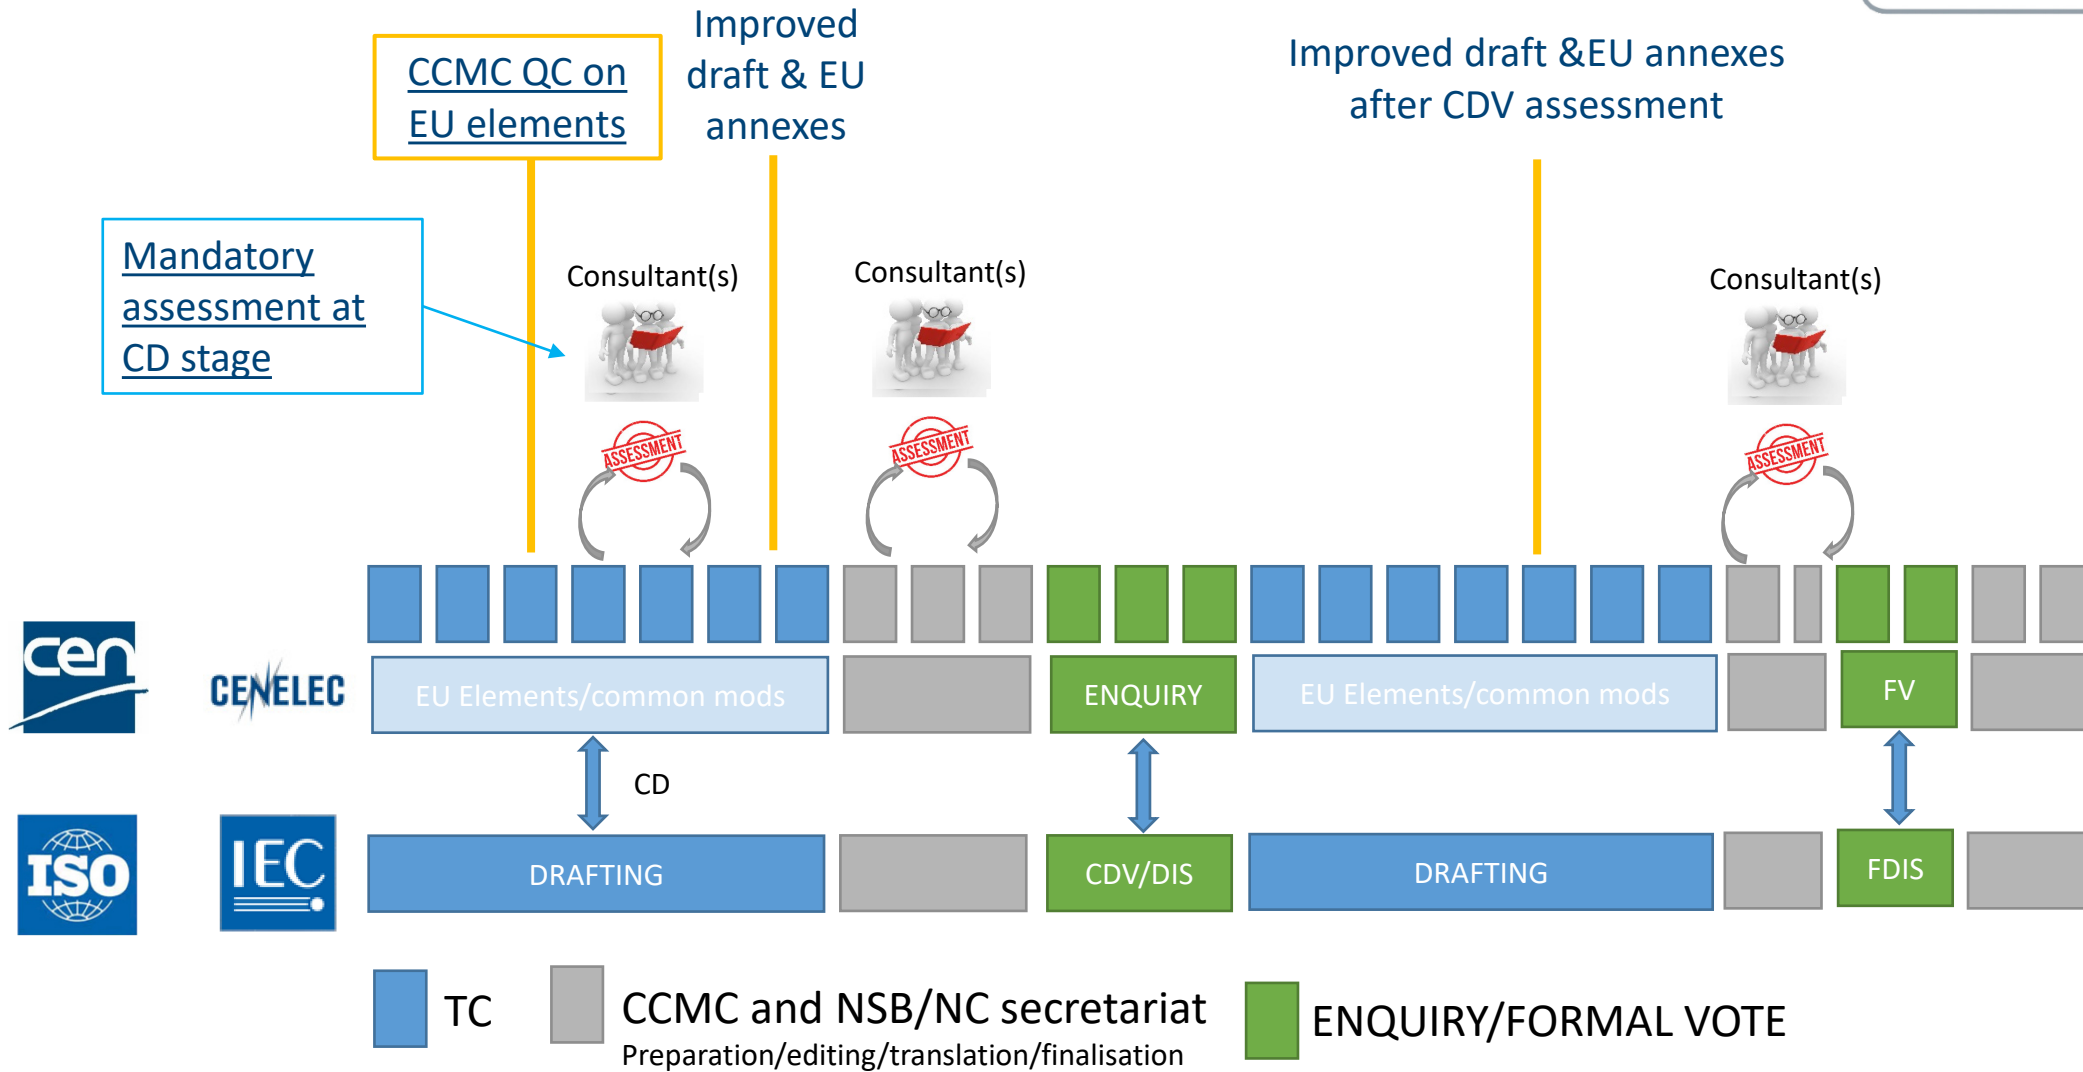 Improved
draft & EU
annexes
CCMC QC on
EU elements
Improved draft &EU annexes
after CDV assessment
Mandatory
assessment at
CD stage
Consultant(s)
Consultant(s)
Consultant(s)
ASSESSMENT
ASSESSMENT
ASSESSMENT
cen
CENELEC
EU Elements/common mods
ENQUIRY
EU Elements/common mods
FV
CD
ISO
IEC
DRAFTING
CDV/DIS
DRAFTING
FDIS
TC
CCMC and NSB/NC secretariat
Preparation/editing/translation/finalisation
ENQUIRY/FORMAL VOTE